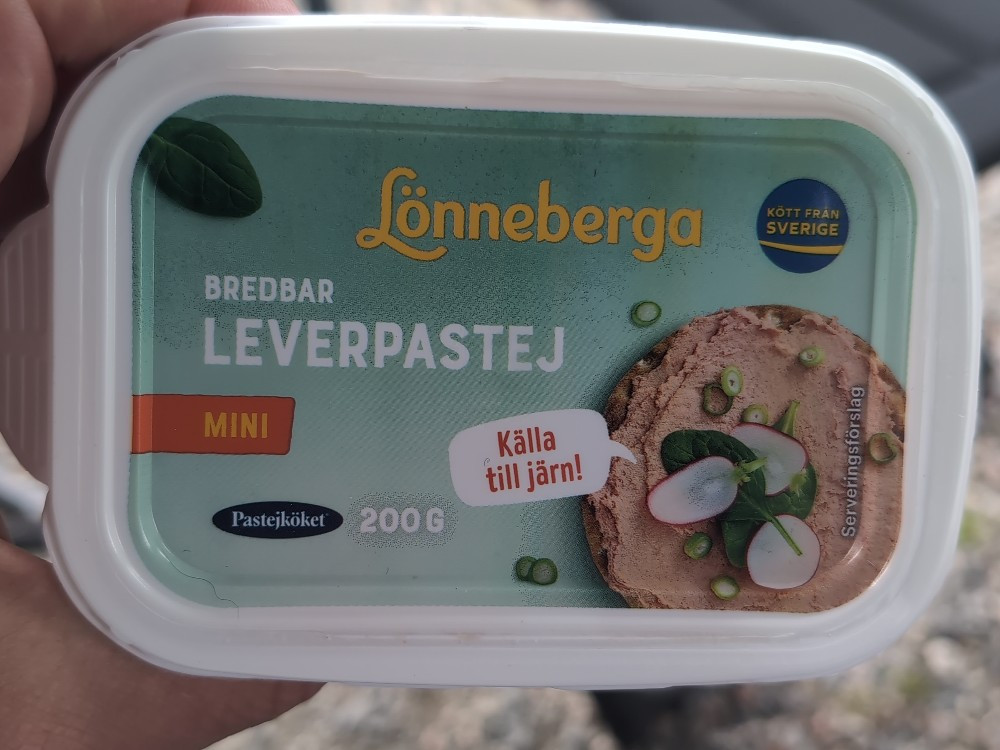 Lönneberga
KÖTT FRÅN
SVERIGE
BREDBAR
LEVERPASTEJ
MINI
Källa
till järn!
Pastejköket
200 G
Serveringsförslag